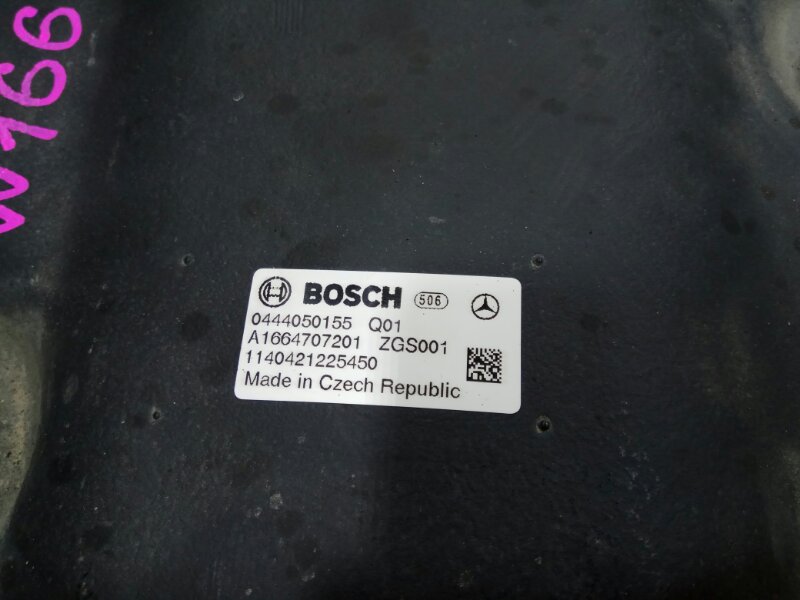 W166
BOSCH 506
0444050155 Q01
A1664707201 ZGS001
1140421225450
Made in Czech Republic